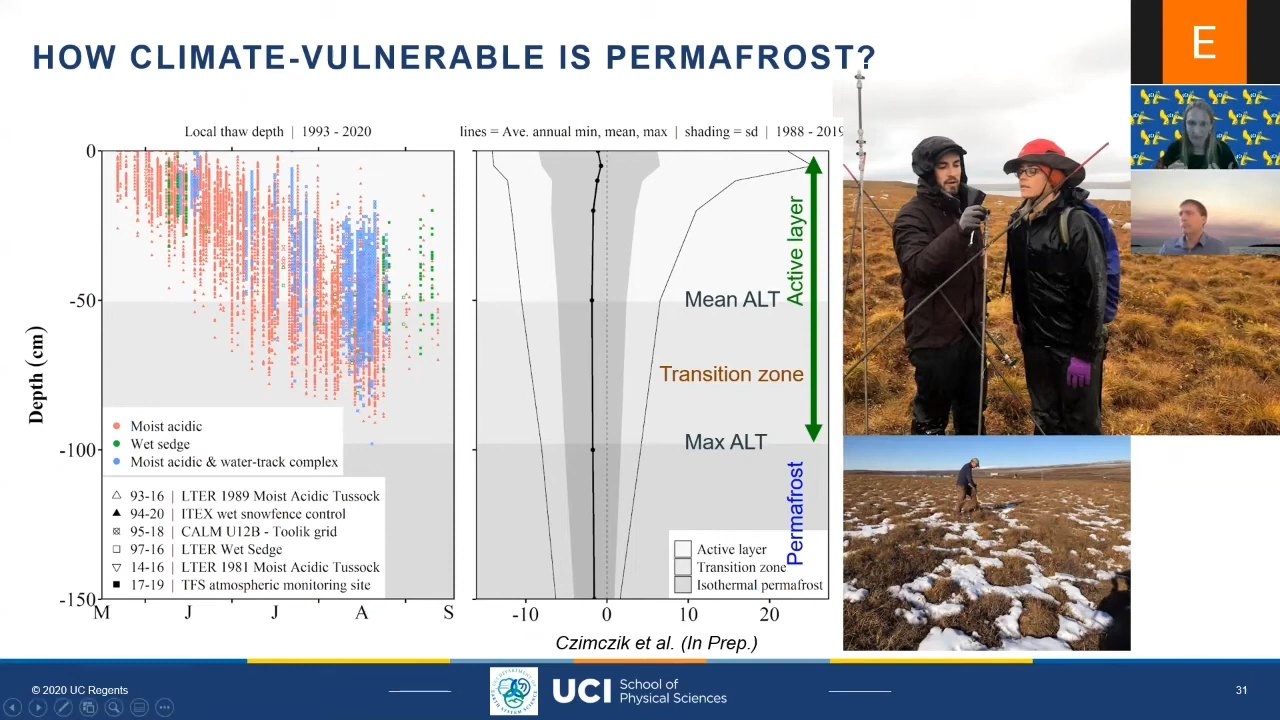 HOW CLIMATE-VULNERABLE IS PERMAFROST?
E
Local thaw depth | 1993 - 2020
lines = Ave. annual min, mean, max | shading = sd | 1988 - 2019
Depth (cm)
0
-50
-100
-150
M
J
J
A
S
Moist acidic
Wet sedge
Moist acidic & water-track complex
93-16 | LTER 1989 Moist Acidic Tussock
94-20 | ITEX wet snowfence control
95-18 | CALM U12B - Toolik grid
97-16 | LTER Wet Sedge
14-16 | LTER 1981 Moist Acidic Tussock
17-19 | TFS atmospheric monitoring site
Active layer
Mean ALT
Transition zone
Max ALT
Permafrost
Active layer
Transition zone
Isothermal permafrost
-10
0
10
20
Czimczik et al. (In Prep.)
© 2020 UC Regents
UCI School of
Physical Sciences
31